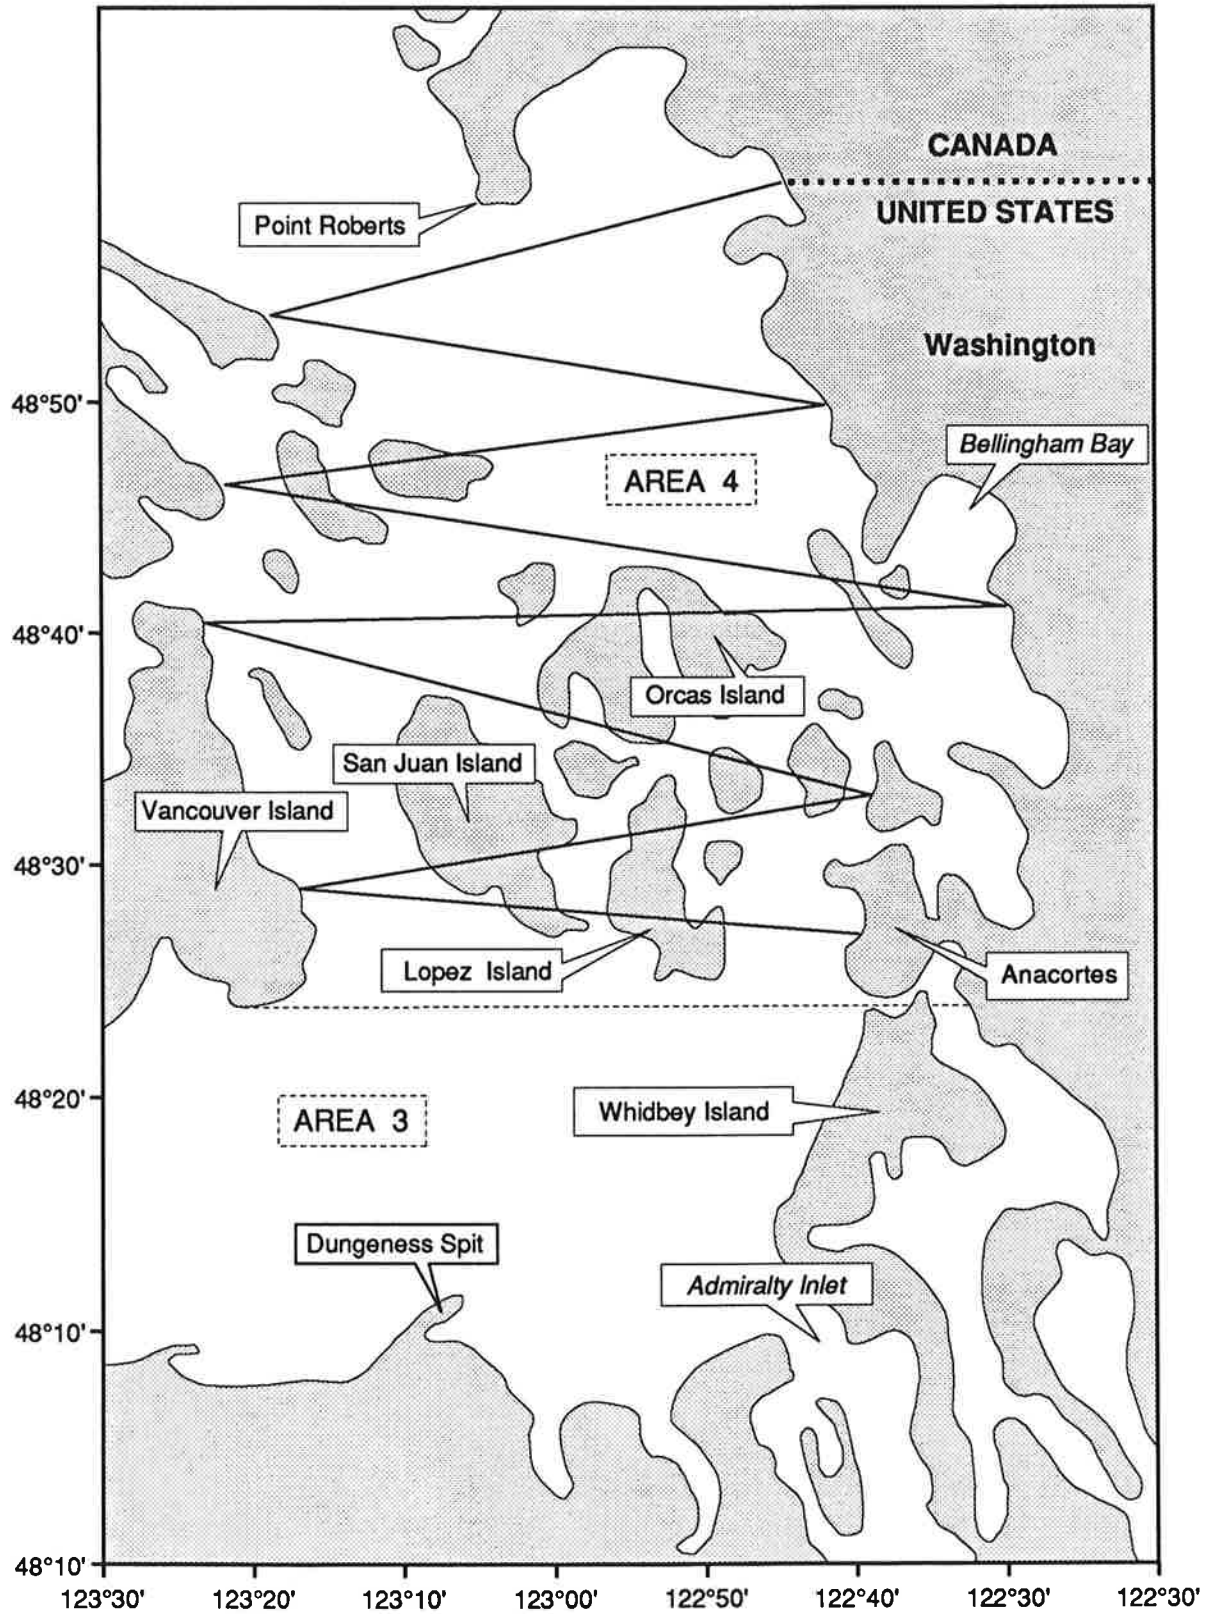 CANADA
UNITED STATES
Point Roberts
Washington
48°50'
Bellingham Bay
AREA 4
48°40'
Orcas Island
San Juan Island
Vancouver Island
48°30'
Lopez Island
Anacortes
48°20'
AREA 3
Whidbey Island
Dungeness Spit
Admiralty Inlet
48°10'
48°10'
123°30' 123°20' 123°10' 123°00' 122°50' 122°40' 122°30' 122°30'